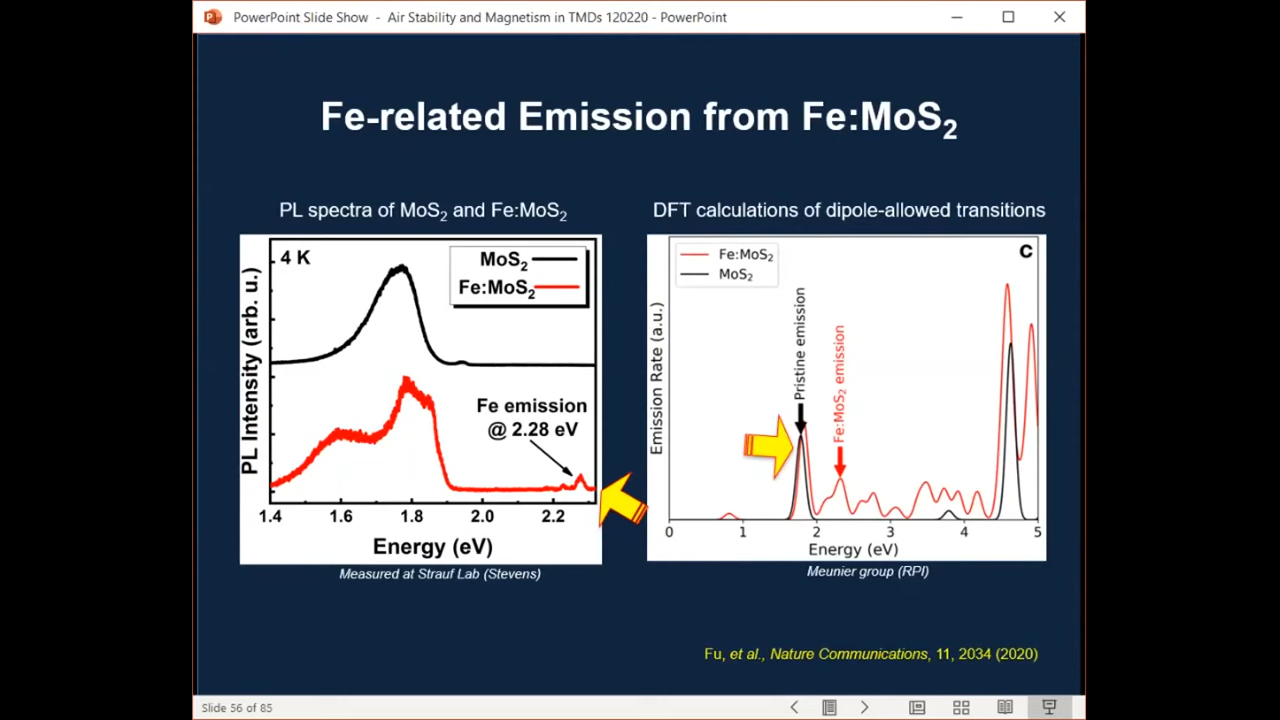 PowerPoint Slide Show - Air Stability and Magnetism in TMDs 120220 - PowerPoint
Fe-related Emission from Fe:MoS₂
PL spectra of MoS₂ and Fe:MoS₂
4 K
MoS₂
Fe:MoS₂
PL Intensity (arb. u.)
Fe emission
@ 2.28 eV
1.4 1.6 1.8 2.0 2.2
Energy (eV)
Measured at Strauf Lab (Stevens)
DFT calculations of dipole-allowed transitions
Fe:MoS₂
MoS₂
C
Emission Rate (a.u.)
Pristine emission
Fe:MoS₂ emission
0 1 2 3 4 5
Energy (eV)
Meunier group (RPI)
Fu, et al., Nature Communications, 11, 2034 (2020)
Slide 56 of 85